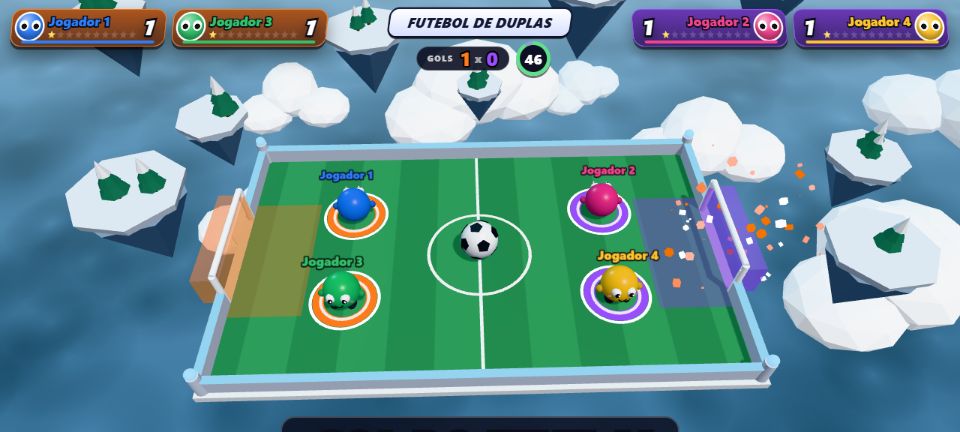 Jogador 1 1
Jogador 3 1
FUTEBOL DE DUPLAS
1 Jogador 2
1 Jogador 4
GOLS 1 x 0 46
Jogador 1
Jogador 2
Jogador 3
Jogador 4